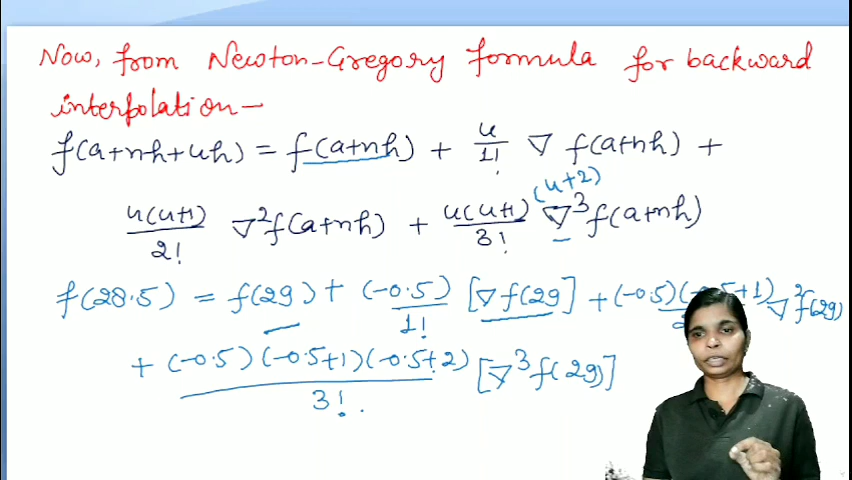 Now, from Newton-Gregory formula for backward
interpolation—
f(a+nh+uh) = f(a+nh) + u/1! ∇ f(a+nh) +
u(u+1)/2! ∇²f(a+nh) + u(u+1)(u+2)/3! ∇³f(a+nh)
f(28.5) = f(29) + (-0.5)/1! [∇f(29] + (-0.5)(-0.5+1) ∇²f(29)
+ (-0.5)(-0.5+1)(-0.5+2)/3! [∇³f(29)]